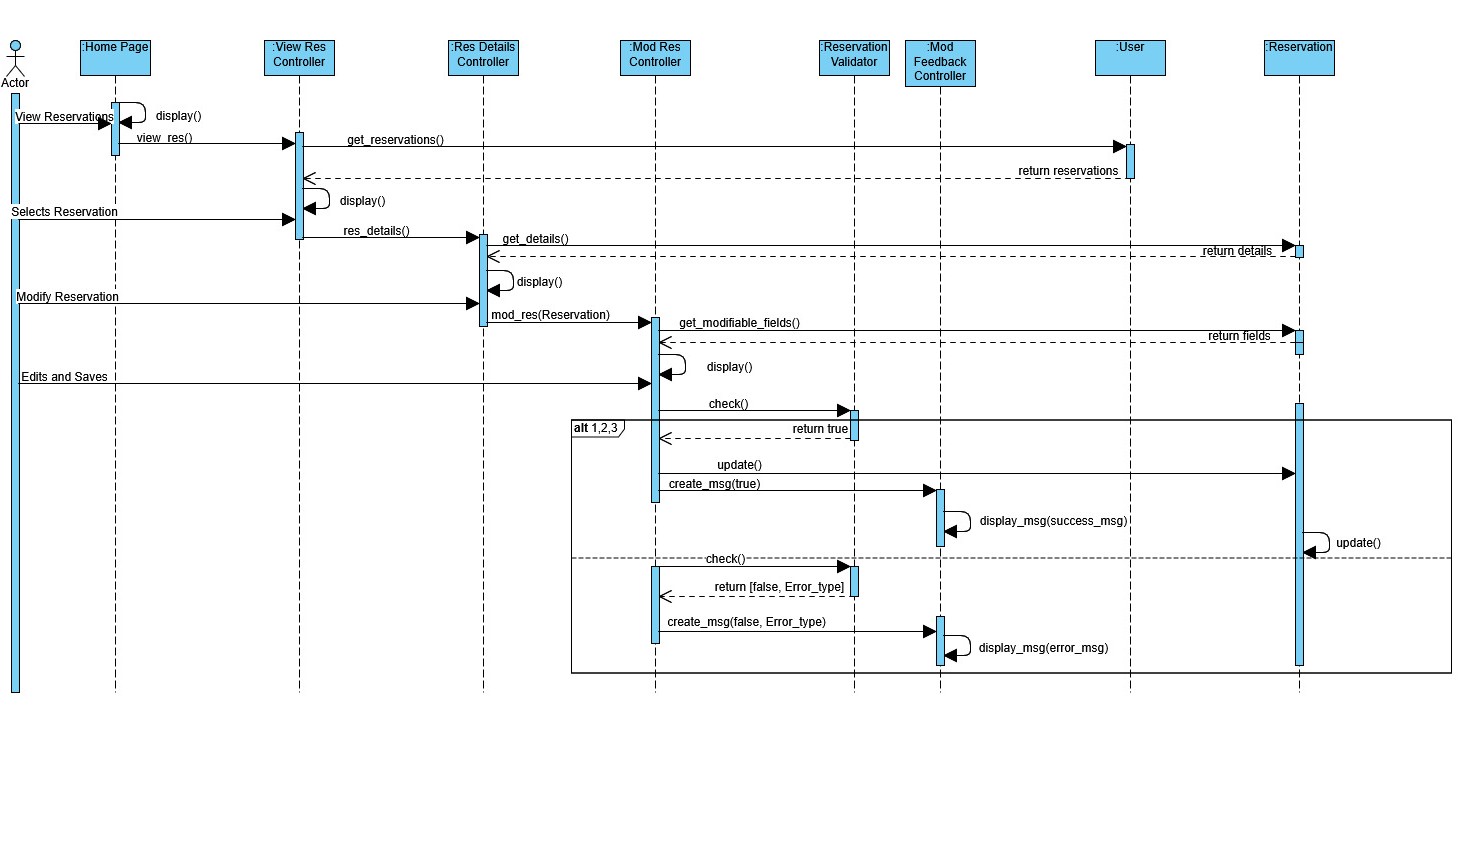 :Home Page
:View Res
Controller
:Res Details
Controller
:Mod Res
Controller
:Reservation
Validator
:Mod
Feedback
Controller
:User
:Reservation
Actor
View Reservations
display()
view_res()
get_reservations()
return reservations
display()
Selects Reservation
res_details()
get_details()
return details
display()
Modify Reservation
mod_res(Reservation)
get_modifiable_fields()
return fields
display()
Edits and Saves
check()
alt 1,2,3
return true
update()
create_msg(true)
display_msg(success_msg)
update()
check()
return [false, Error_type]
create_msg(false, Error_type)
display_msg(error_msg)